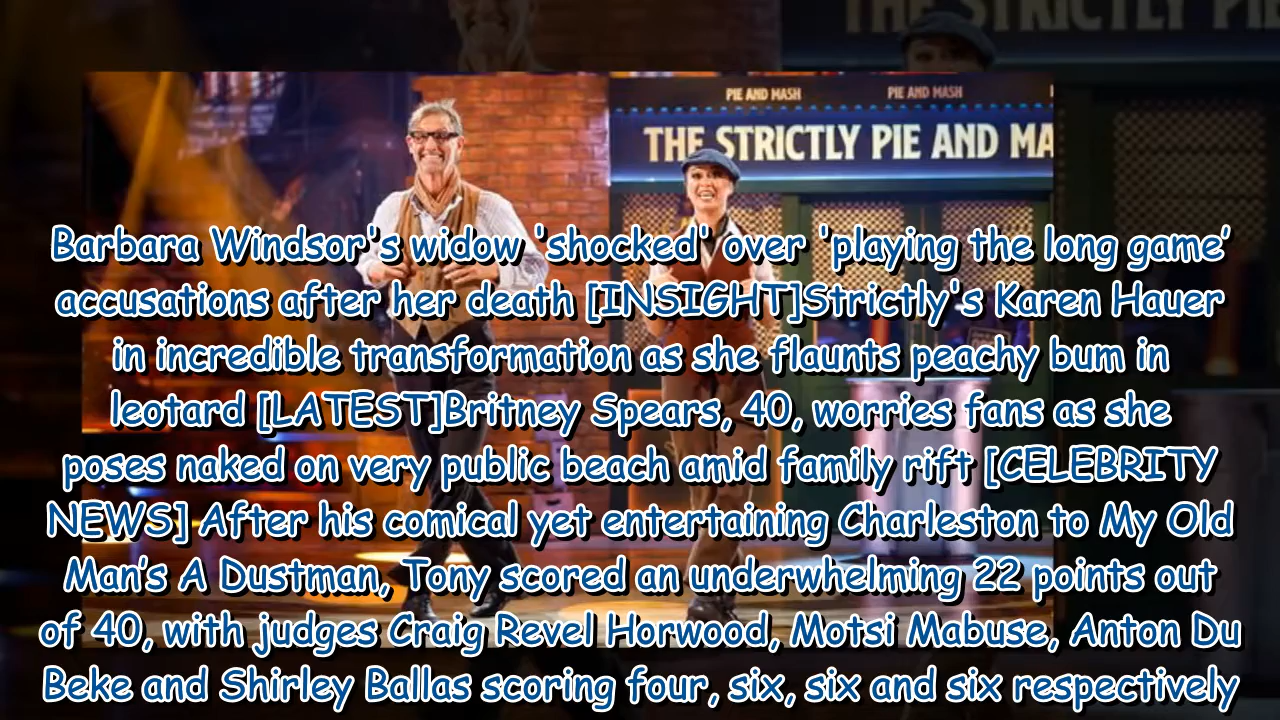 THE STRICTLY PIE
PIE AND MASH PIE AND MASH
THE STRICTLY PIE AND MA
Barbara Windsor's widow 'shocked' over 'playing the long game’
accusations after her death [INSIGHT]Strictly's Karen Hauer
in incredible transformation as she flaunts peachy bum in
leotard [LATEST]Britney Spears, 40, worries fans as she
poses naked on very public beach amid family rift [CELEBRITY
NEWS] After his comical yet entertaining Charleston to My Old
Man’s A Dustman, Tony scored an underwhelming 22 points out
of 40, with judges Craig Revel Horwood, Motsi Mabuse, Anton Du
Beke and Shirley Ballas scoring four, six, six and six respectively